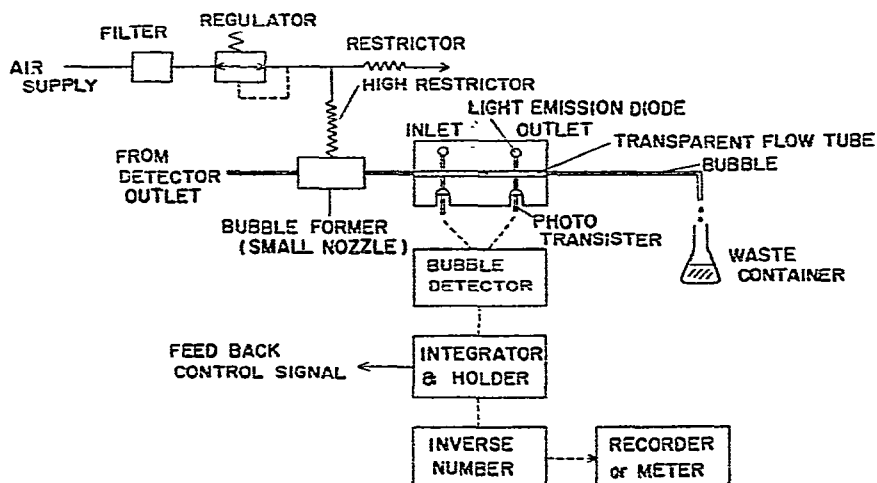 REGULATOR
FILTER
RESTRICTOR
AIR
SUPPLY
HIGH RESTRICTOR
LIGHT EMISSION DIODE
INLET
OUTLET
TRANSPARENT FLOW TUBE
BUBBLE
FROM
DETECTOR
OUTLET
BUBBLE FORMER
(SMALL NOZZLE)
PHOTO
TRANSISTER
WASTE
CONTAINER
BUBBLE
DETECTOR
FEED BACK
CONTROL SIGNAL
INTEGRATOR
& HOLDER
INVERSE
NUMBER
RECORDER
or METER